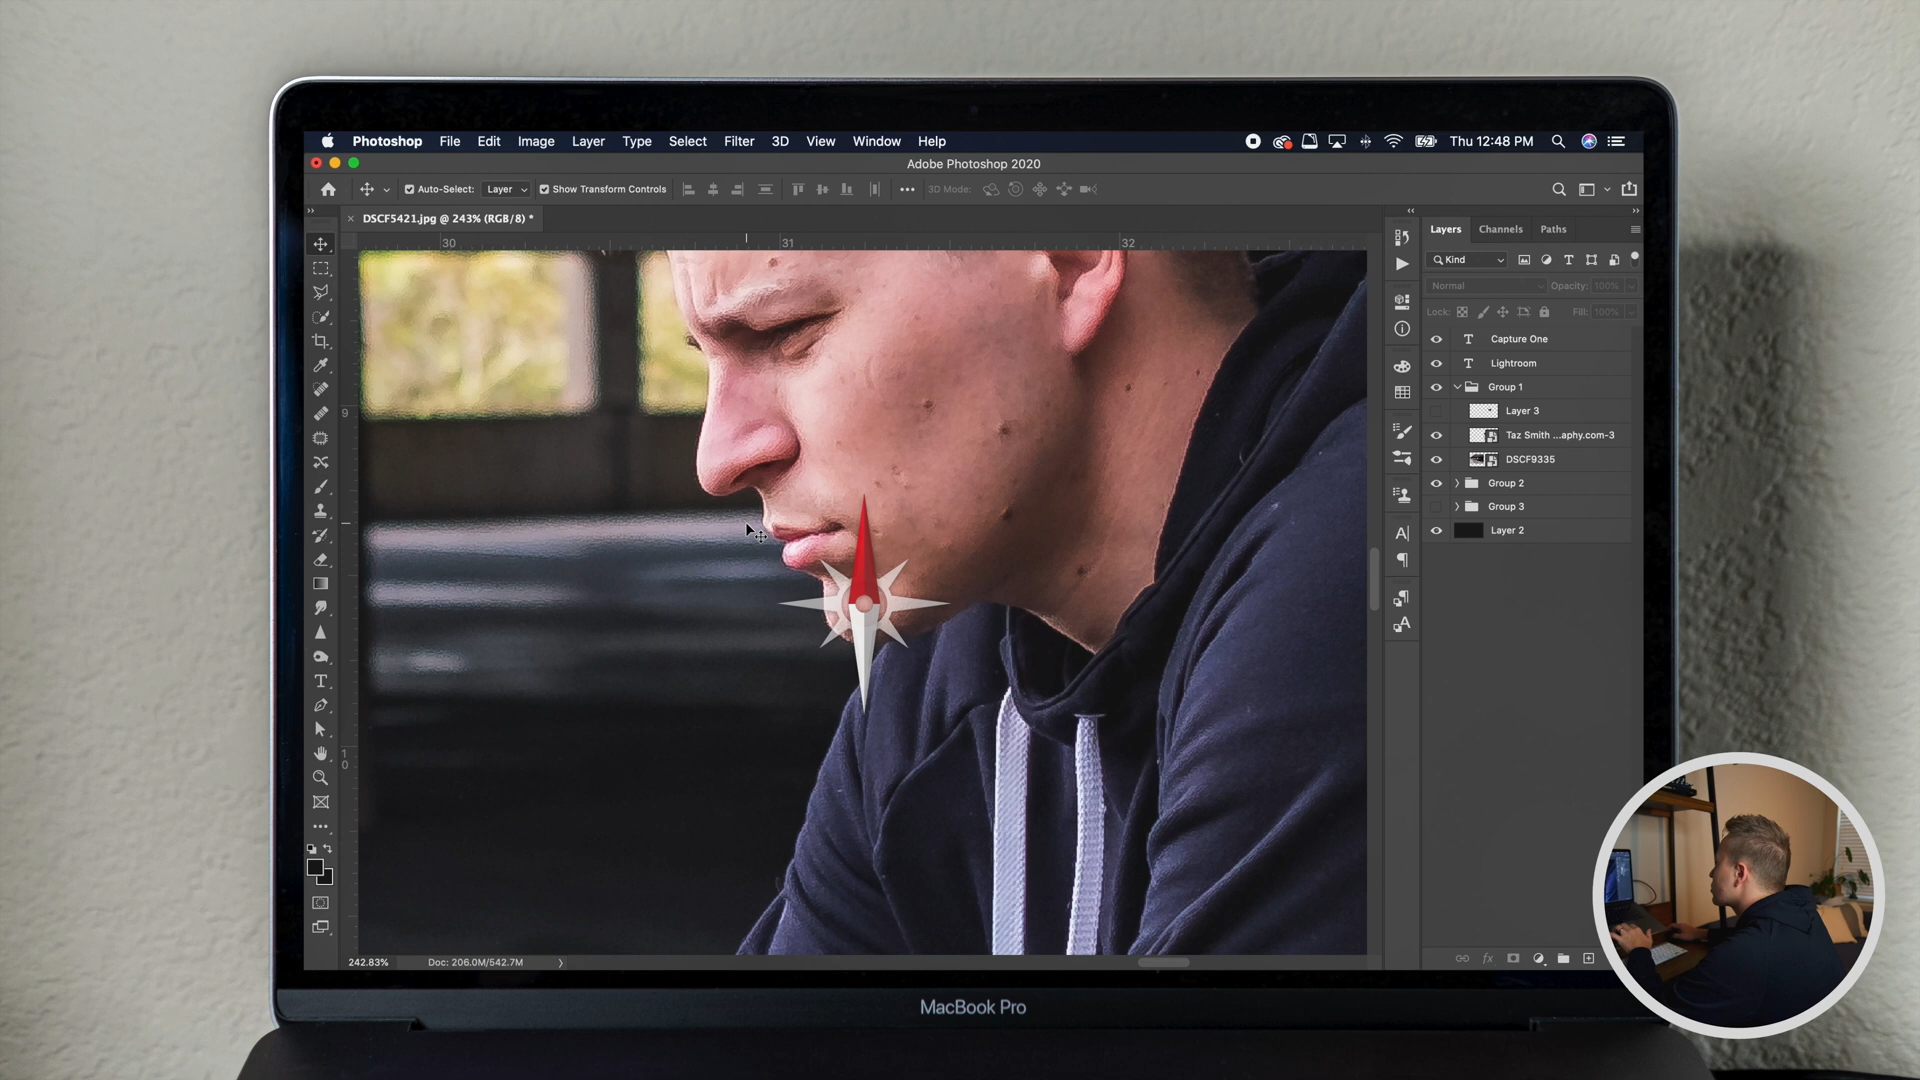 Photoshop File Edit Image Layer Type Select Filter 3D View Window Help Thu 12:48 PM
Adobe Photoshop 2020
Auto-Select: Layer Show Transform Controls 3D Mode:
× DSCF5421.jpg @ 243% (RGB/8) *
30 31 32
9
1
0
Layers Channels Paths
Kind
Normal Opacity: 100%
Lock: Fill: 100%
T Capture One
T Lightroom
Group 1
Layer 3
Taz Smith ...aphy.com-3
DSCF9335
Group 2
Group 3
Layer 2
242.83% Doc: 206.0M/542.7M
MacBook Pro